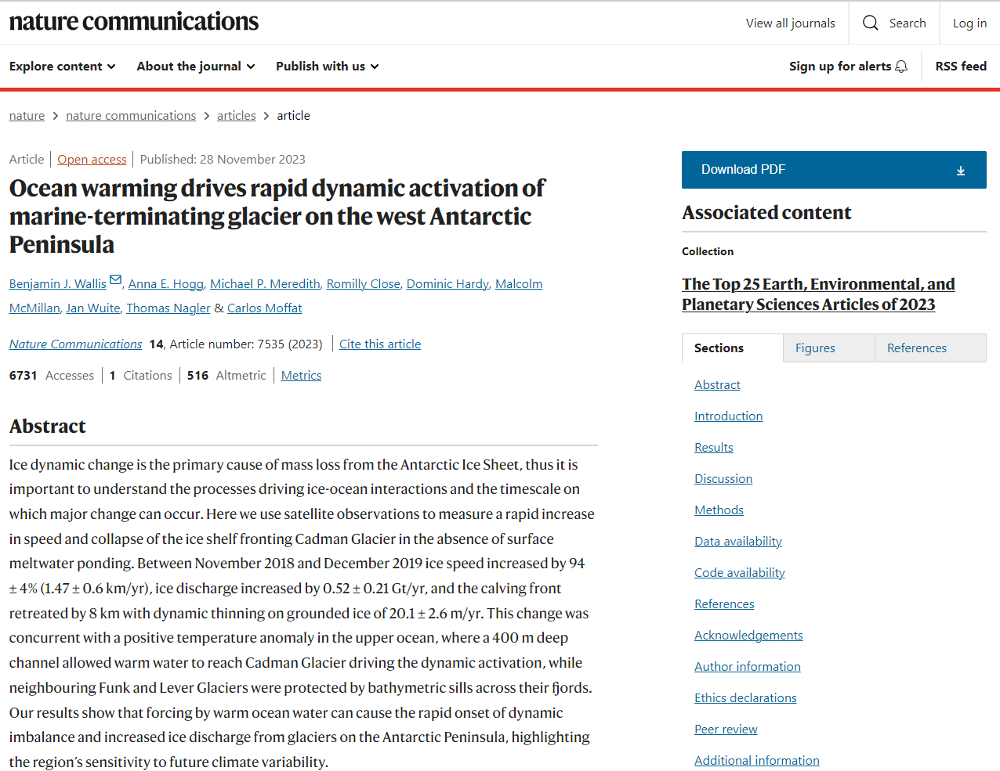 nature communications
View all journals
Search
Log in
Explore content
About the journal
Publish with us
Sign up for alerts
RSS feed
nature > nature communications > articles > article
Article | Open access | Published: 28 November 2023
Ocean warming drives rapid dynamic activation of
marine-terminating glacier on the west Antarctic
Peninsula
Benjamin J. Wallis, Anna E. Hogg, Michael P. Meredith, Romilly Close, Dominic Hardy, Malcolm
McMillan, Jan Wuite, Thomas Nagler & Carlos Moffat
Nature Communications 14, Article number: 7535 (2023) | Cite this article
6731 Accesses | 1 Citations | 516 Altmetric | Metrics
Abstract
Ice dynamic change is the primary cause of mass loss from the Antarctic Ice Sheet, thus it is
important to understand the processes driving ice-ocean interactions and the timescale on
which major change can occur. Here we use satellite observations to measure a rapid increase
in speed and collapse of the ice shelf fronting Cadman Glacier in the absence of surface
meltwater ponding. Between November 2018 and December 2019 ice speed increased by 94
± 4% (1.47 ± 0.6 km/yr), ice discharge increased by 0.52 ± 0.21 Gt/yr, and the calving front
retreated by 8 km with dynamic thinning on grounded ice of 20.1 ± 2.6 m/yr. This change was
concurrent with a positive temperature anomaly in the upper ocean, where a 400 m deep
channel allowed warm water to reach Cadman Glacier driving the dynamic activation, while
neighbouring Funk and Lever Glaciers were protected by bathymetric sills across their fjords.
Our results show that forcing by warm ocean water can cause the rapid onset of dynamic
imbalance and increased ice discharge from glaciers on the Antarctic Peninsula, highlighting
the region's sensitivity to future climate variability.
Download PDF
Associated content
Collection
The Top 25 Earth, Environmental, and
Planetary Sciences Articles of 2023
Sections
Figures
References
Abstract
Introduction
Results
Discussion
Methods
Data availability
Code availability
References
Acknowledgements
Author information
Ethics declarations
Peer review
Additional information